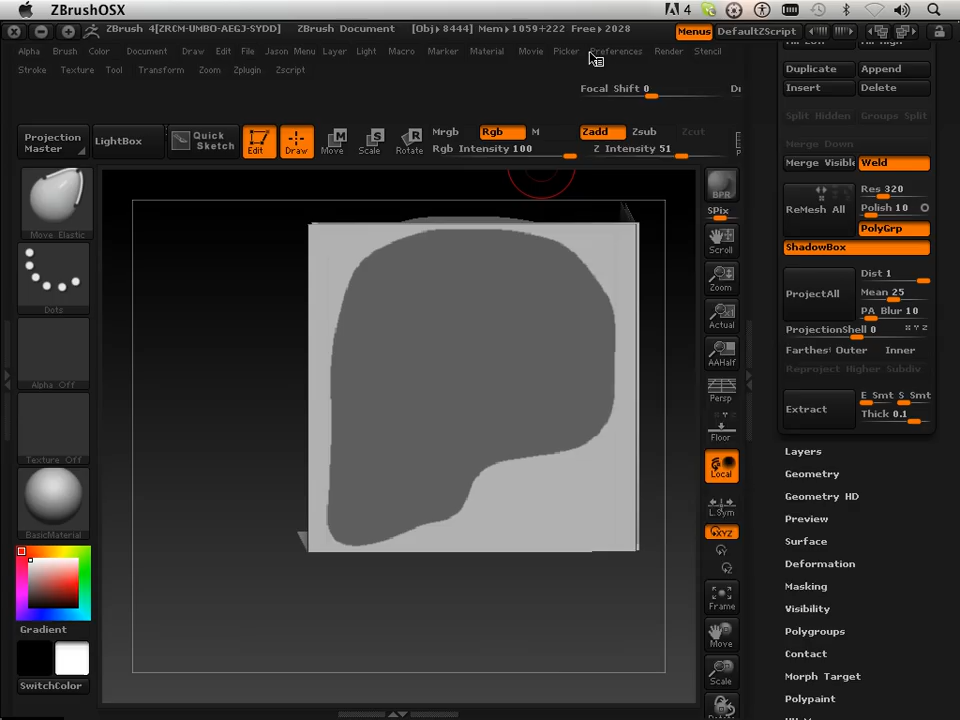 ZBrushOSX 4
ZBrush 4[ZRCM-UMBO-AEGJ-SYDD] ZBrush Document [Obj▸ 8444] Mem▸ 1059+222 Free▸ 2028 Menus DefaultZScript
Alpha Brush Color Document Draw Edit File Jason Menu Layer Light Macro Marker Material Movie Picker Preferences Render Stencil
Stroke Texture Tool Transform Zoom Zplugin Zscript
Focal Shift 0
Projection Master
LightBox
Quick Sketch
Edit Draw Move Scale Rotate
Mrgb Rgb M Zadd Zsub Zcut
Rgb Intensity 100 Z Intensity 51
Move Elastic
Dots
Alpha Off
Texture Off
BasicMaterial
Gradient
SwitchColor
BPR
SPix
Scroll
Zoom
Actual
AAHalf
Persp
Floor
Local
L.Sym
XYZ
Frame
Move
Scale
Duplicate Append
Insert Delete
Split Hidden Groups Split
Merge Down
Merge Visible Weld
ReMesh All Res 320
Polish 10
PolyGrp
ShadowBox
ProjectAll Dist 1
Mean 25
PA Blur 10
ProjectionShell 0 X Y Z
Farthest Outer Inner
Reproject Higher Subdiv
Extract E Smt S Smt
Thick 0.1
Layers
Geometry
Geometry HD
Preview
Surface
Deformation
Masking
Visibility
Polygroups
Contact
Morph Target
Polypaint